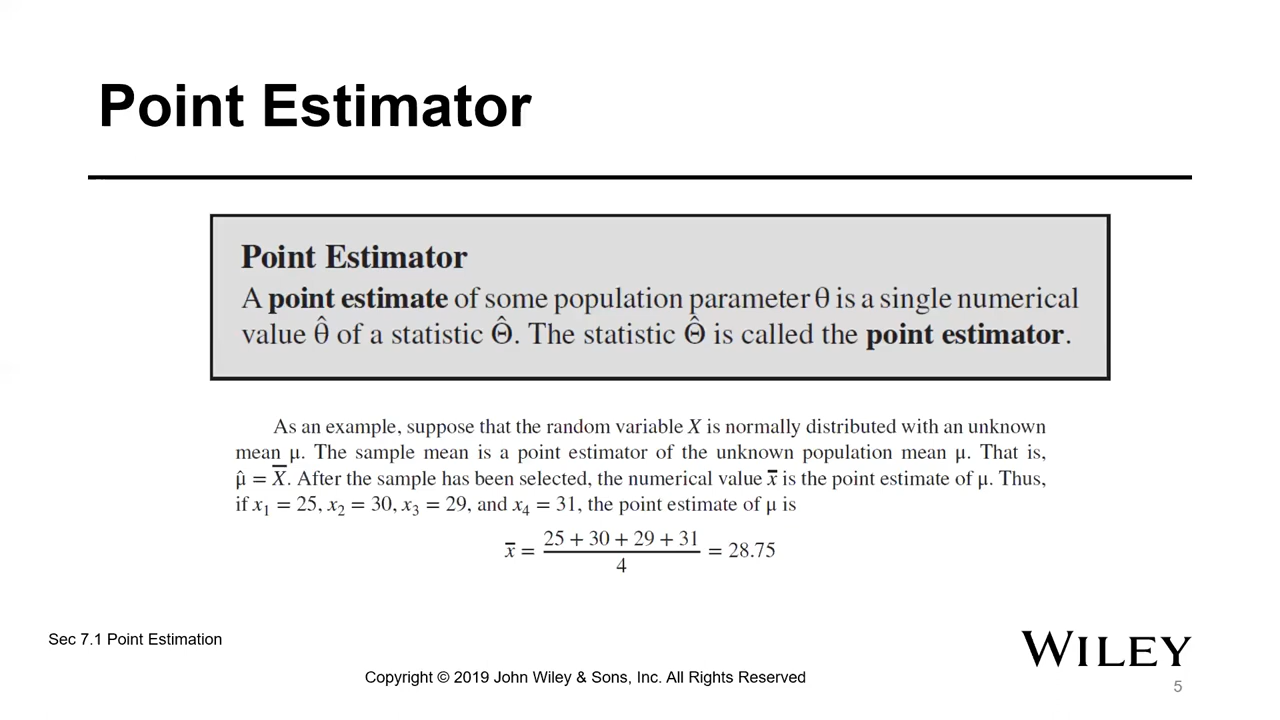 Point Estimator
Point Estimator
A point estimate of some population parameter θ is a single numerical
value θ̂ of a statistic Θ̂. The statistic Θ̂ is called the point estimator.
As an example, suppose that the random variable X is normally distributed with an unknown
mean μ. The sample mean is a point estimator of the unknown population mean μ. That is,
μ̂ = X̅. After the sample has been selected, the numerical value x̅ is the point estimate of μ. Thus,
if x₁ = 25, x₂ = 30, x₃ = 29, and x₄ = 31, the point estimate of μ is
25 + 30 + 29 + 31
x̅ = = 28.75
4
Sec 7.1 Point Estimation
WILEY
Copyright © 2019 John Wiley & Sons, Inc. All Rights Reserved
5